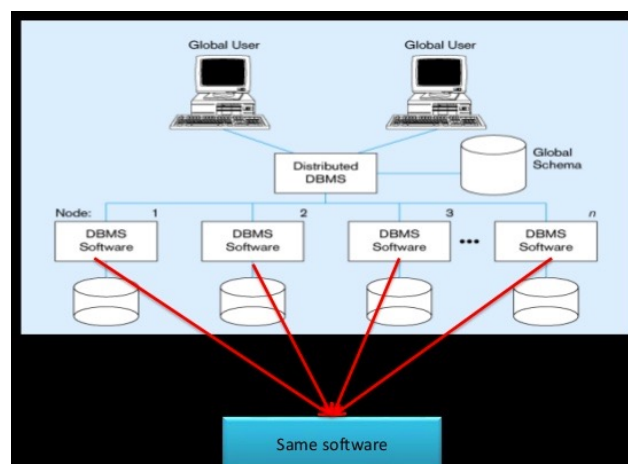 Global User
Global User
Distributed
DBMS
Global
Schema
Node:
1
2
3
n
DBMS
Software
DBMS
Software
DBMS
Software
•••
DBMS
Software
Same software